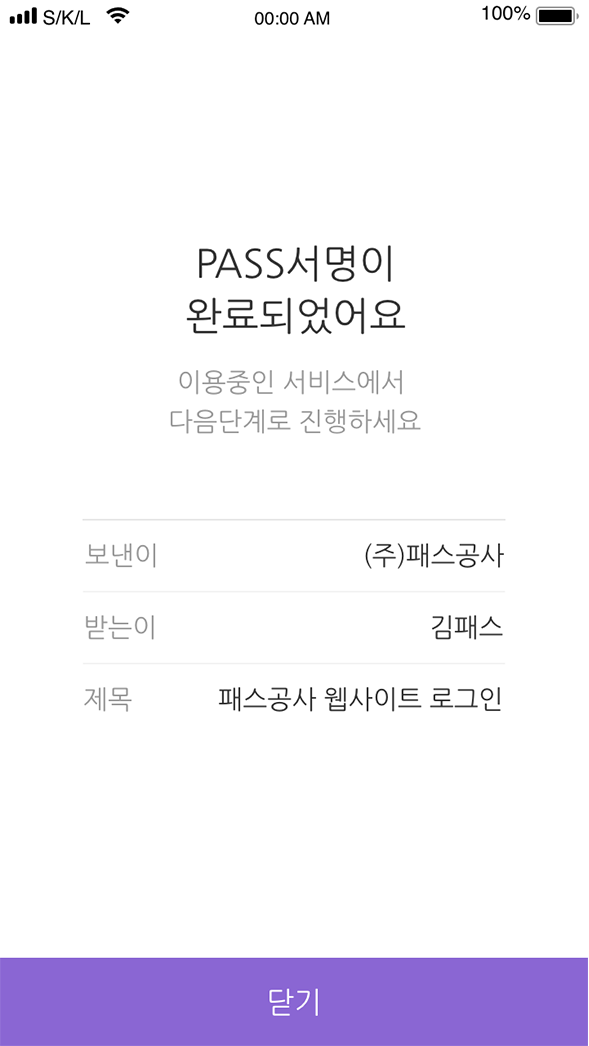 S/K/L 00:00 AM 100%
PASS서명이
완료되었어요
이용중인 서비스에서
다음단계로 진행하세요
보낸이 (주)패스공사
받는이 김패스
제목 패스공사 웹사이트 로그인
닫기